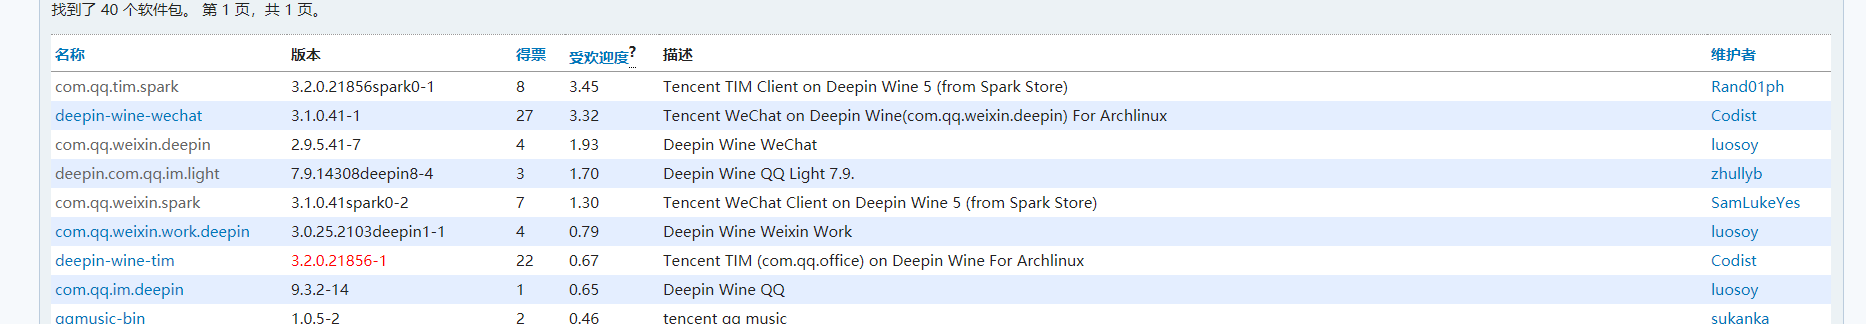 找到了 40 个软件包。 第 1 页，共 1 页。
名称 版本 得票 受欢迎度? 描述 维护者
com.qq.tim.spark 3.2.0.21856spark0-1 8 3.45 Tencent TIM Client on Deepin Wine 5 (from Spark Store) Rand01ph
deepin-wine-wechat 3.1.0.41-1 27 3.32 Tencent WeChat on Deepin Wine(com.qq.weixin.deepin) For Archlinux Codist
com.qq.weixin.deepin 2.9.5.41-7 4 1.93 Deepin Wine WeChat luosoy
deepin.com.qq.im.light 7.9.14308deepin8-4 3 1.70 Deepin Wine QQ Light 7.9. zhullyb
com.qq.weixin.spark 3.1.0.41spark0-2 7 1.30 Tencent WeChat Client on Deepin Wine 5 (from Spark Store) SamLukeYes
com.qq.weixin.work.deepin 3.0.25.2103deepin1-1 4 0.79 Deepin Wine Weixin Work luosoy
deepin-wine-tim 3.2.0.21856-1 22 0.67 Tencent TIM (com.qq.office) on Deepin Wine For Archlinux Codist
com.qq.im.deepin 9.3.2-14 1 0.65 Deepin Wine QQ luosoy
qqmusic-bin 1.0.5-2 2 0.46 tencent qq music sukanka